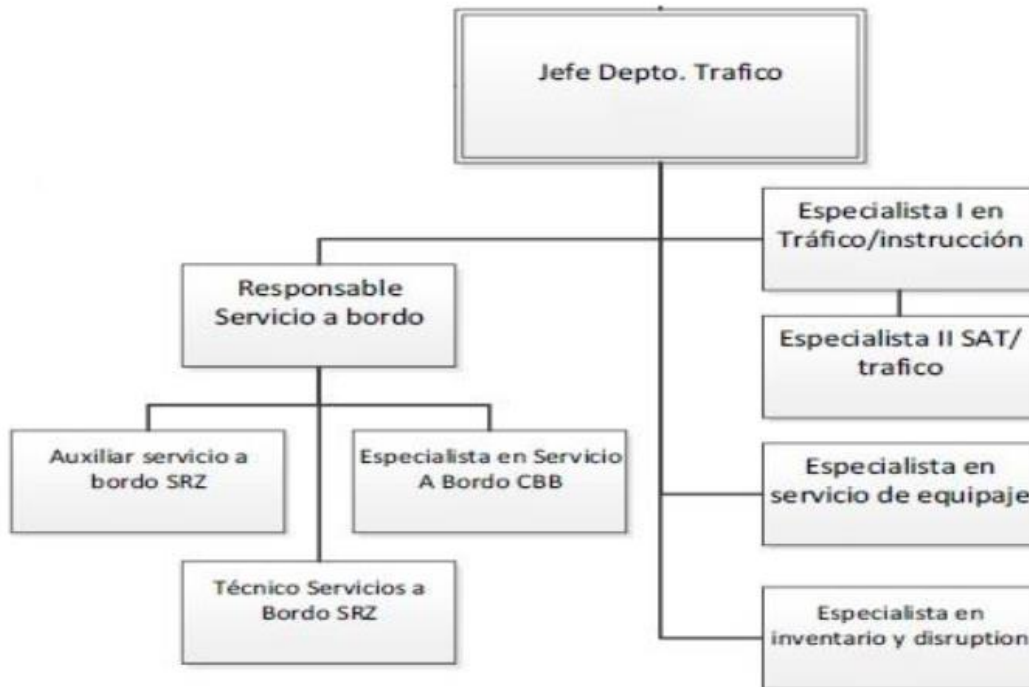 Jefe Depto. Trafico
Especialista I en
Tráfico/instrucción
Responsable
Servicio a bordo
Especialista II SAT/
trafico
Auxiliar servicio a
bordo SRZ
Especialista en Servicio
A Bordo CBB
Especialista en
servicio de equipaje
Técnico Servicios a
Bordo SRZ
Especialista en
inventario y disruption